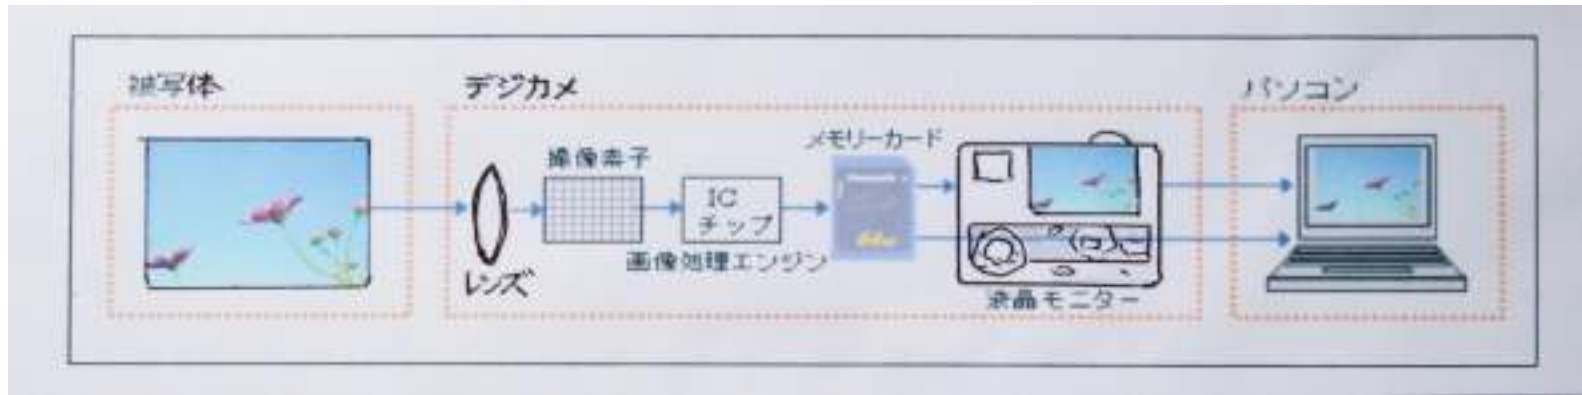 被写体
デジカメ
レンズ
撮像素子
IC
チップ
画像処理エンジン
メモリーカード
液晶モニター
パソコン